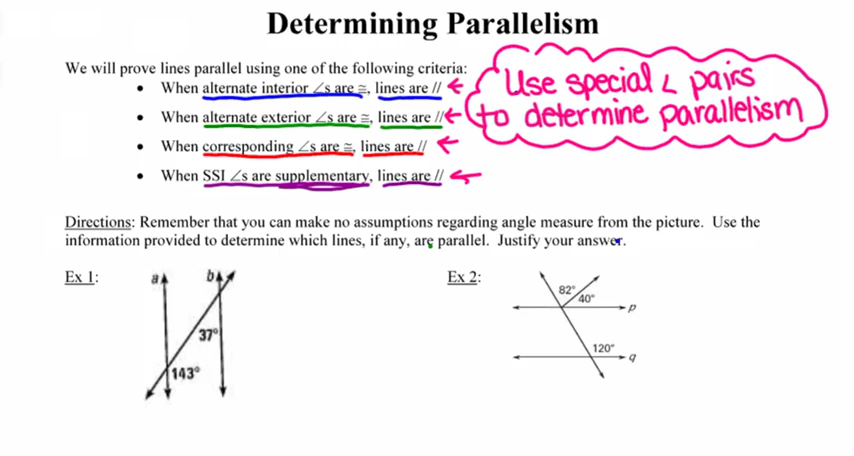 Determining Parallelism
We will prove lines parallel using one of the following criteria:
• When alternate interior ∠s are ≅, lines are //
• When alternate exterior ∠s are ≅, lines are //
• When corresponding ∠s are ≅, lines are //
• When SSI ∠s are supplementary, lines are //
Use special ∠ pairs
to determine parallelism
Directions: Remember that you can make no assumptions regarding angle measure from the picture. Use the
information provided to determine which lines, if any, are parallel. Justify your answer.
Ex 1:
a
b
37°
143°
Ex 2:
82°
40°
p
120°
q